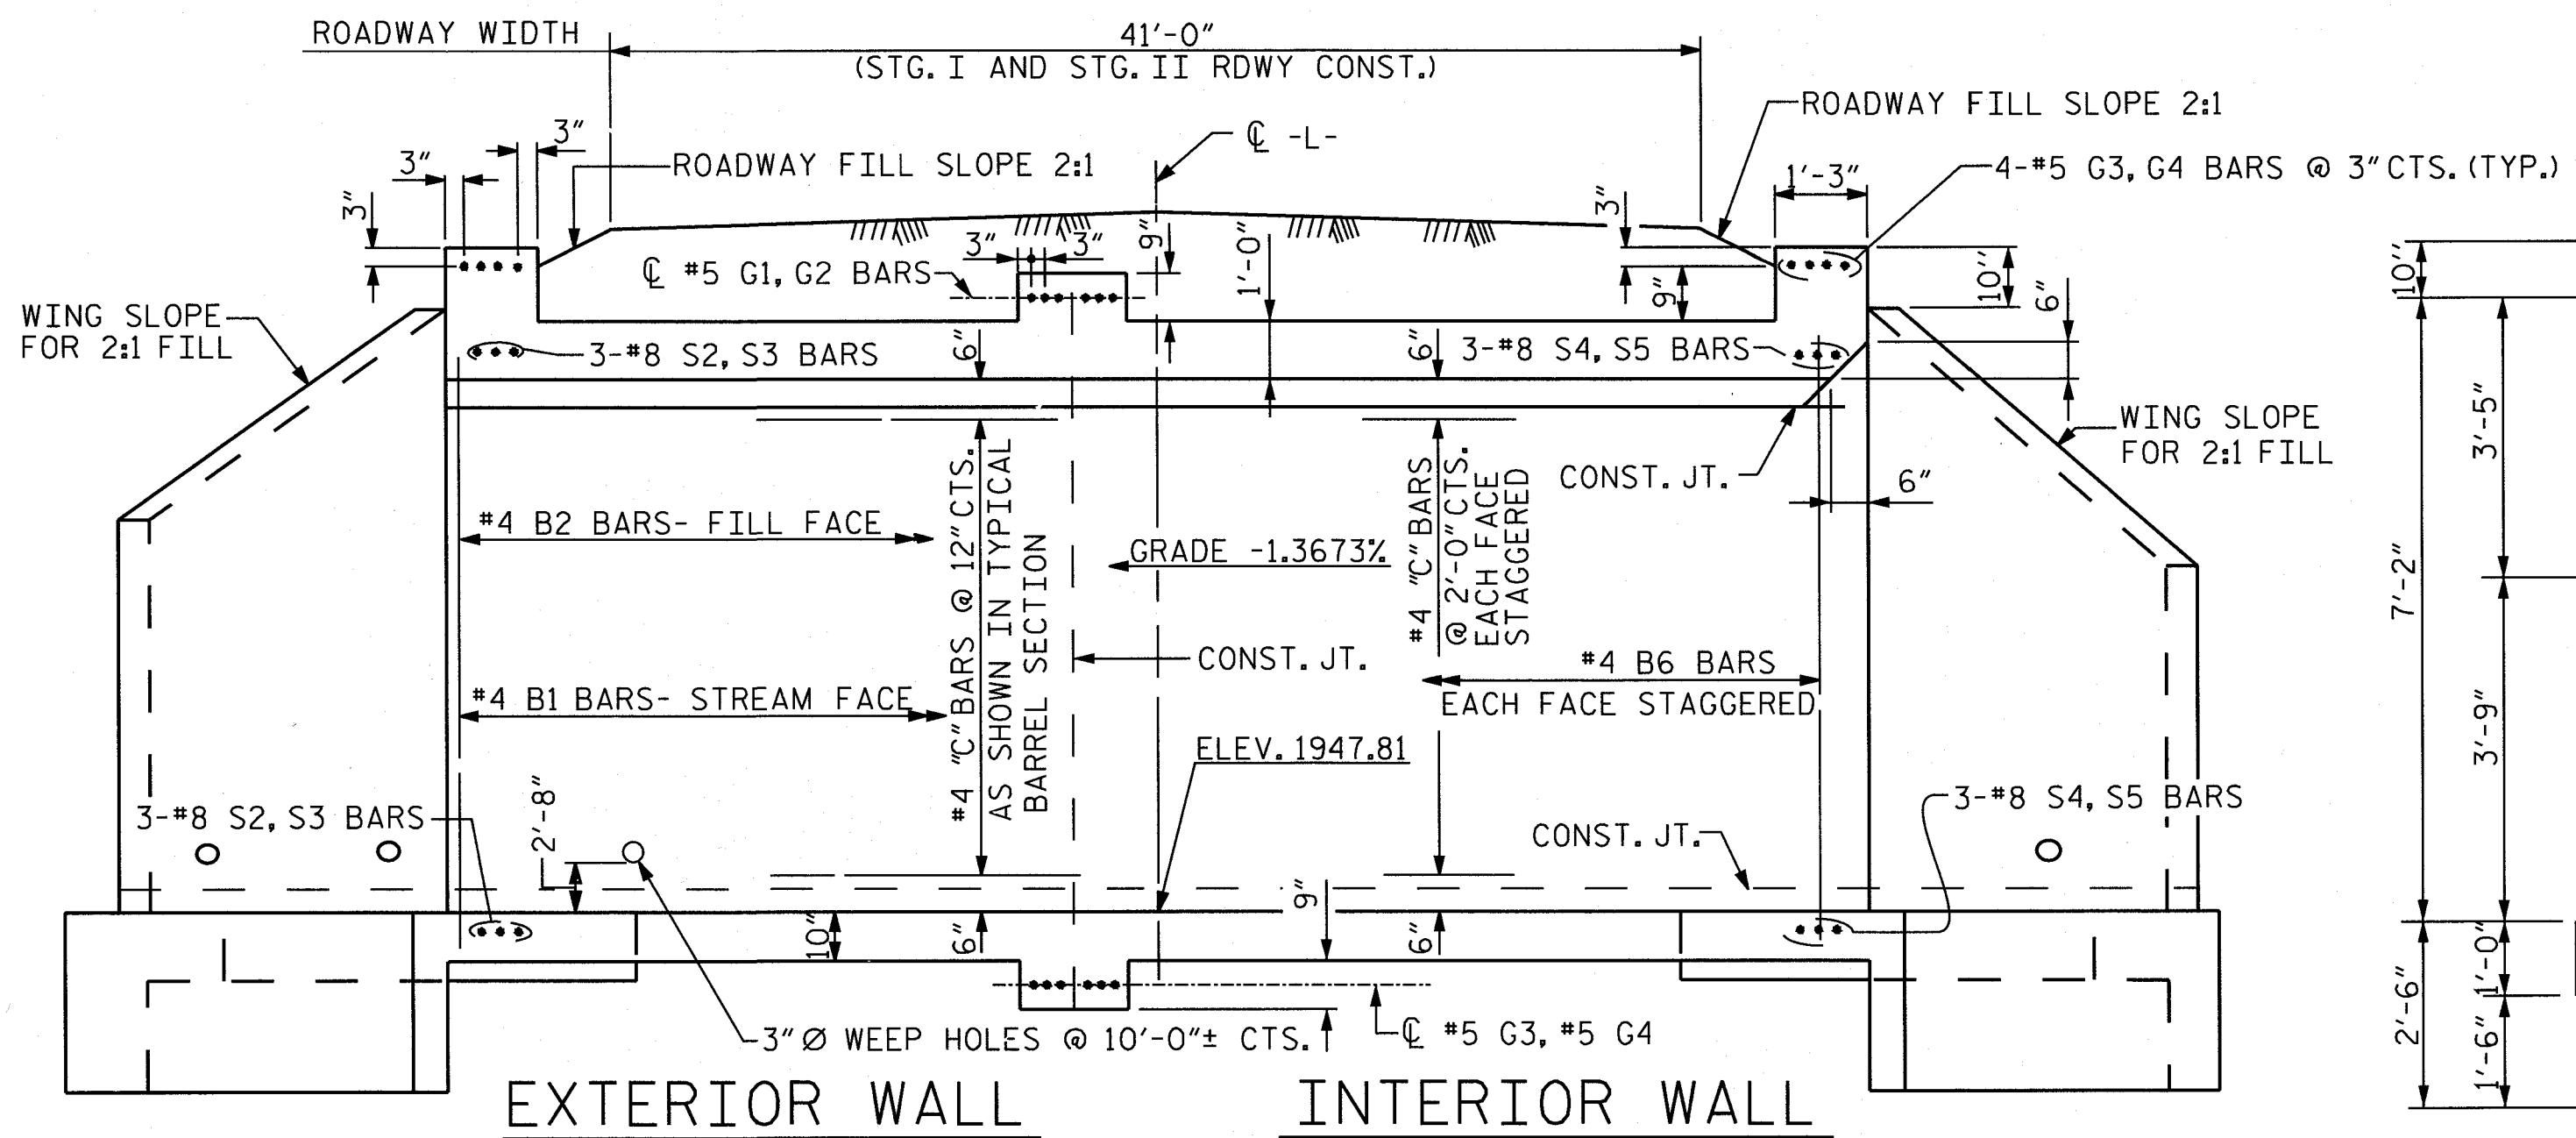 ROADWAY WIDTH
41'-0"
(STG. I AND STG. II RDWY CONST.)
ROADWAY FILL SLOPE 2:1
3"
℄ -L-
3"
ROADWAY FILL SLOPE 2:1
4-#5 G3, G4 BARS @ 3" CTS. (TYP.)
1'-3"
3"
3"
3"
3"
9"
1'-0"
℄ #5 G1, G2 BARS
9"
10"
10"
6"
WING SLOPE
FOR 2:1 FILL
3-#8 S2, S3 BARS
6"
6"
3-#8 S4, S5 BARS
WING SLOPE
FOR 2:1 FILL
3'-5"
CONST. JT.
6"
#4 "C" BARS @ 12" CTS.
AS SHOWN IN TYPICAL
BARREL SECTION
#4 "C" BARS
@ 2'-0" CTS.
EACH FACE
STAGGERED
#4 B2 BARS- FILL FACE
GRADE -1.3673%
7'-2"
CONST. JT.
#4 B6 BARS
EACH FACE STAGGERED
#4 B1 BARS- STREAM FACE
3'-9"
ELEV. 1947.81
3-#8 S2, S3 BARS
2'-8"
3-#8 S4, S5 BARS
CONST. JT.
9"
10"
6"
6"
1'-0"
2'-6"
1'-6"
3" Ø WEEP HOLES @ 10'-0"± CTS.
℄ #5 G3, #5 G4
EXTERIOR WALL
INTERIOR WALL